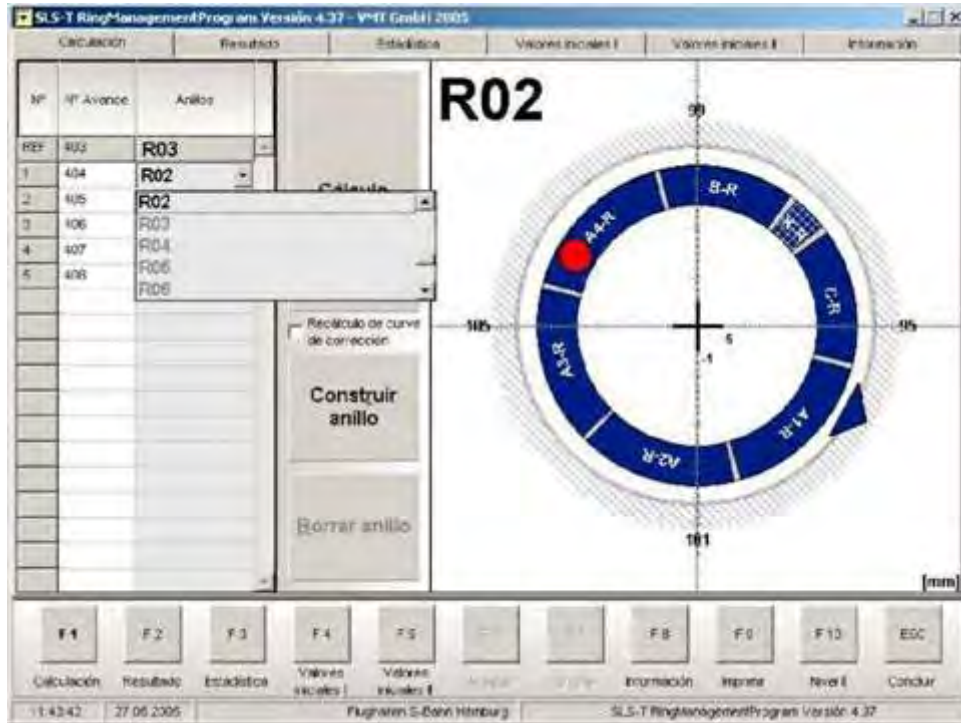 SLS-T RingManagementProgram Versión 4.37 - VMT GmbH 2005
Calculación Resultado Estadística Valores iniciales I Valores iniciales II Información
Nº Nº Avance Anillos
REF 403 R03
1 404 R02
2 405 R02
3 406 R03
4 407 R04
5 408 R05
R06
Cálculo
Recálculo de curve
de corrección
Construir
anillo
Borrar anillo
R02
99
B-R
K-R
A4-R
C-R
105
95
5
-1
A3-R
A1-R
A2-R
101
[mm]
F1 F2 F3 F4 F5 F8 F9 F10 ESC
Calculación Resultado Estadística Valores iniciales I Valores iniciales II Información Imprimir Nivel Concluir
11:43:42 27.06.2005 Flughafen S-Bahn Hamburg SLS-T RingManagementProgram Versión 4.37